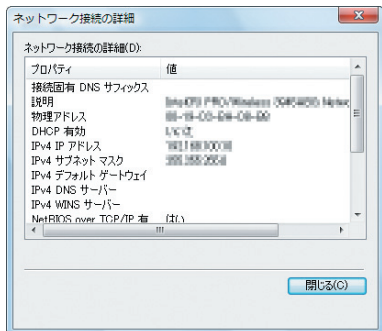 ネットワーク接続の詳細
ネットワーク接続の詳細(D):
プロパティ 値
接続固有 DNS サフィックス
説明
物理アドレス
DHCP 有効 いいえ
IPv4 IP アドレス
IPv4 サブネット マスク
IPv4 デフォルト ゲートウェイ
IPv4 DNS サーバー
IPv4 WINS サーバー
NetBIOS over TCP/IP 有 はい
閉じる(C)